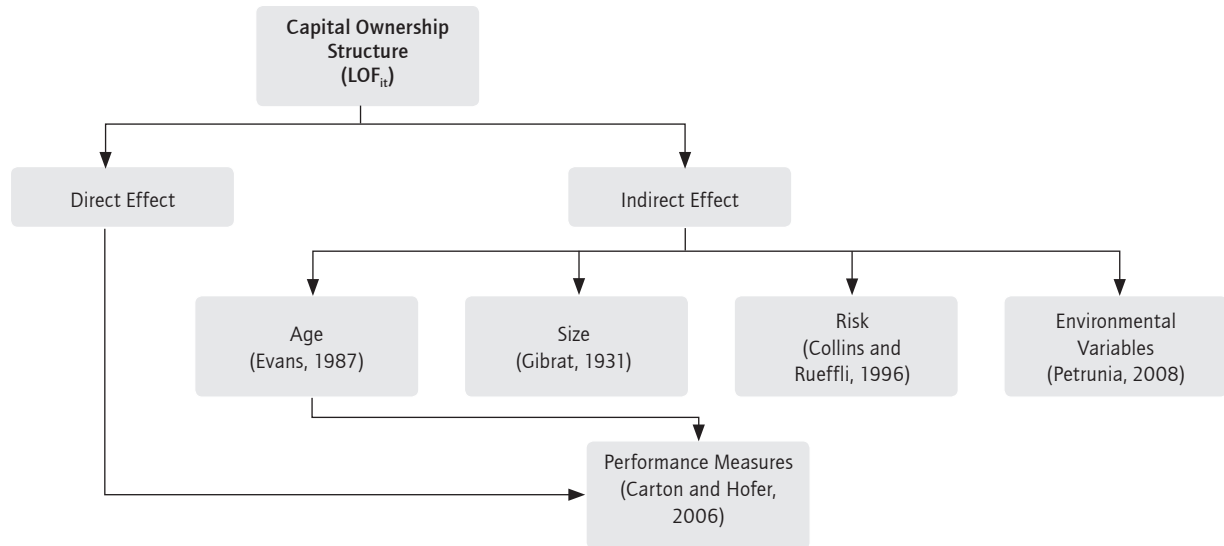 Capital Ownership
Structure
(LOFit)
Direct Effect
Indirect Effect
Age
(Evans, 1987)
Size
(Gibrat, 1931)
Risk
(Collins and
Rueffli, 1996)
Environmental
Variables
(Petrunia, 2008)
Performance Measures
(Carton and Hofer,
2006)